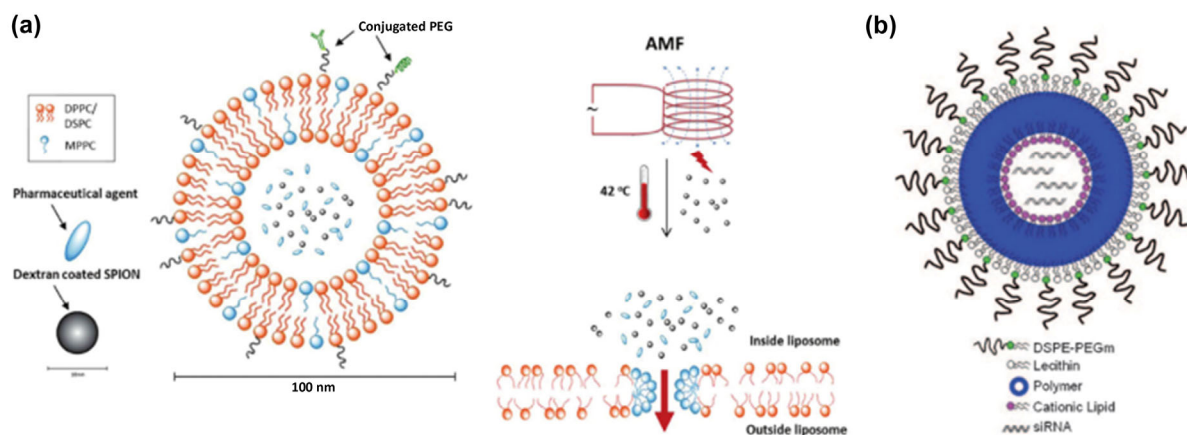 (a)
Conjugated PEG
DPPC/
DSPC
MPPC
Pharmaceutical agent
Dextran coated SPION
100 nm
AMF
~
42 °C
Inside liposome
Outside liposome
(b)
DSPE-PEGm
Lecithin
Polymer
Cationic Lipid
siRNA